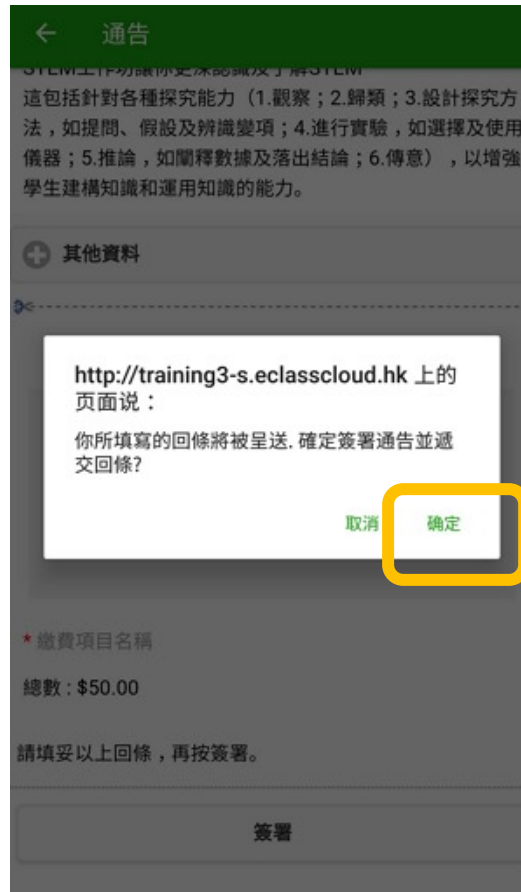 通告
STEM工作坊讓你更深認識及了解STEM
這包括針對各種探究能力（1.觀察；2.歸類；3.設計探究方
法，如提問、假設及辨識變項；4.進行實驗，如選擇及使用
儀器；5.推論，如闡釋數據及落出結論；6.傳意），以增強
學生建構知識和運用知識的能力。
其他資料
http://training3-s.eclasscloud.hk 上的
页面说：
你所填寫的回條將被呈送. 確定簽署通告並遞
交回條?
取消 确定
* 繳費項目名稱
總數 : $50.00
請填妥以上回條，再按簽署。
簽署